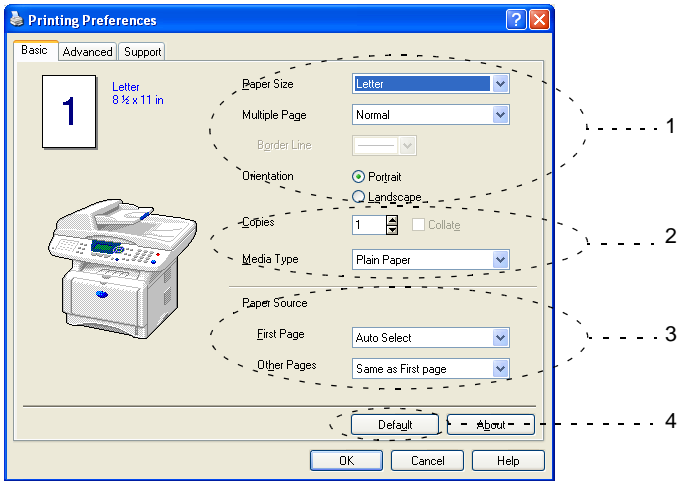 Printing Preferences
Basic Advanced Support
1
Letter
8 ½ x 11 in
Paper Size Letter
Multiple Page Normal
Border Line
Orientation Portrait
Landscape
1
Copies 1 Collate
2
Media Type Plain Paper
Paper Source
First Page Auto Select
3
Other Pages Same as First page
Default About
4
OK Cancel Help